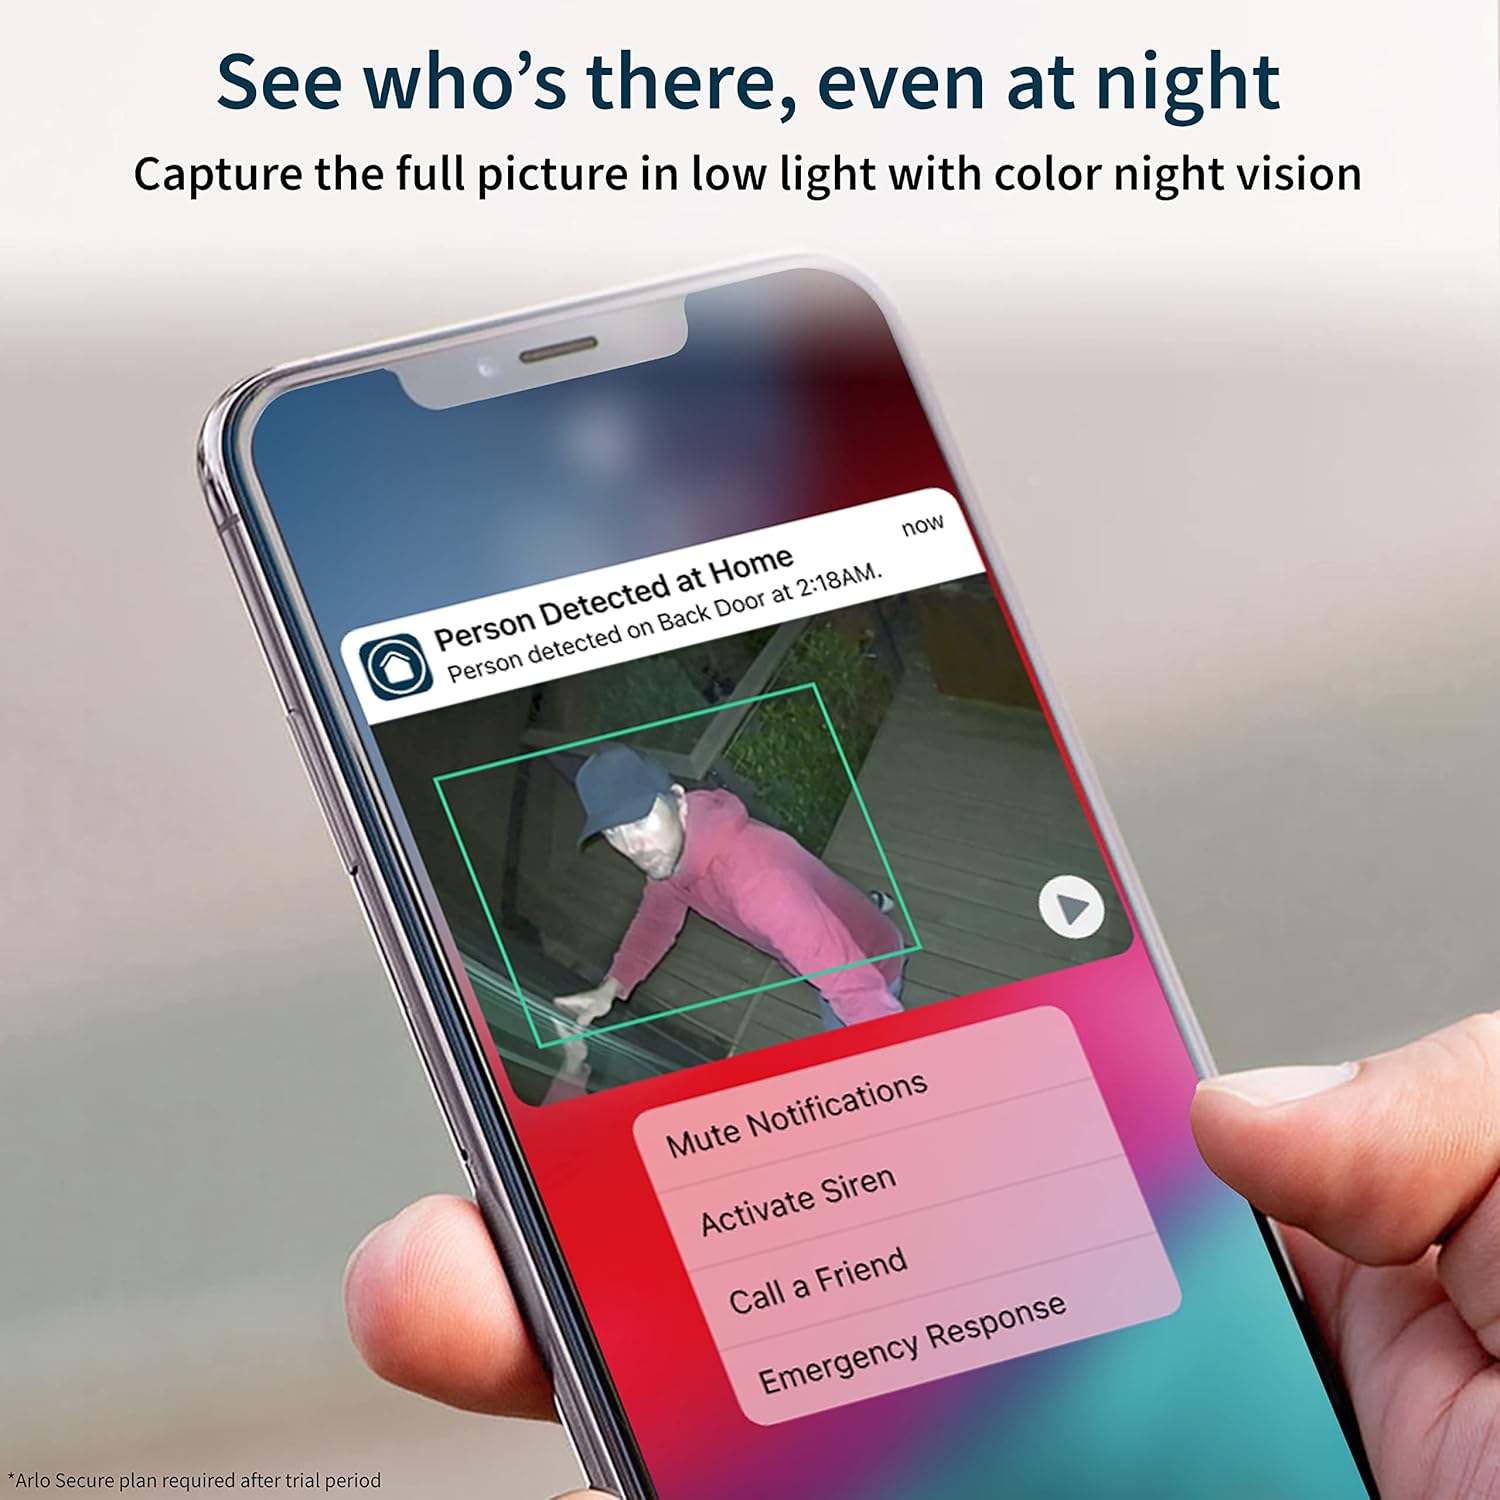 See who’s there, even at night
Capture the full picture in low light with color night vision
now
Person Detected at Home
Person detected on Back Door at 2:18AM.
Mute Notifications
Activate Siren
Call a Friend
Emergency Response
*Arlo Secure plan required after trial period